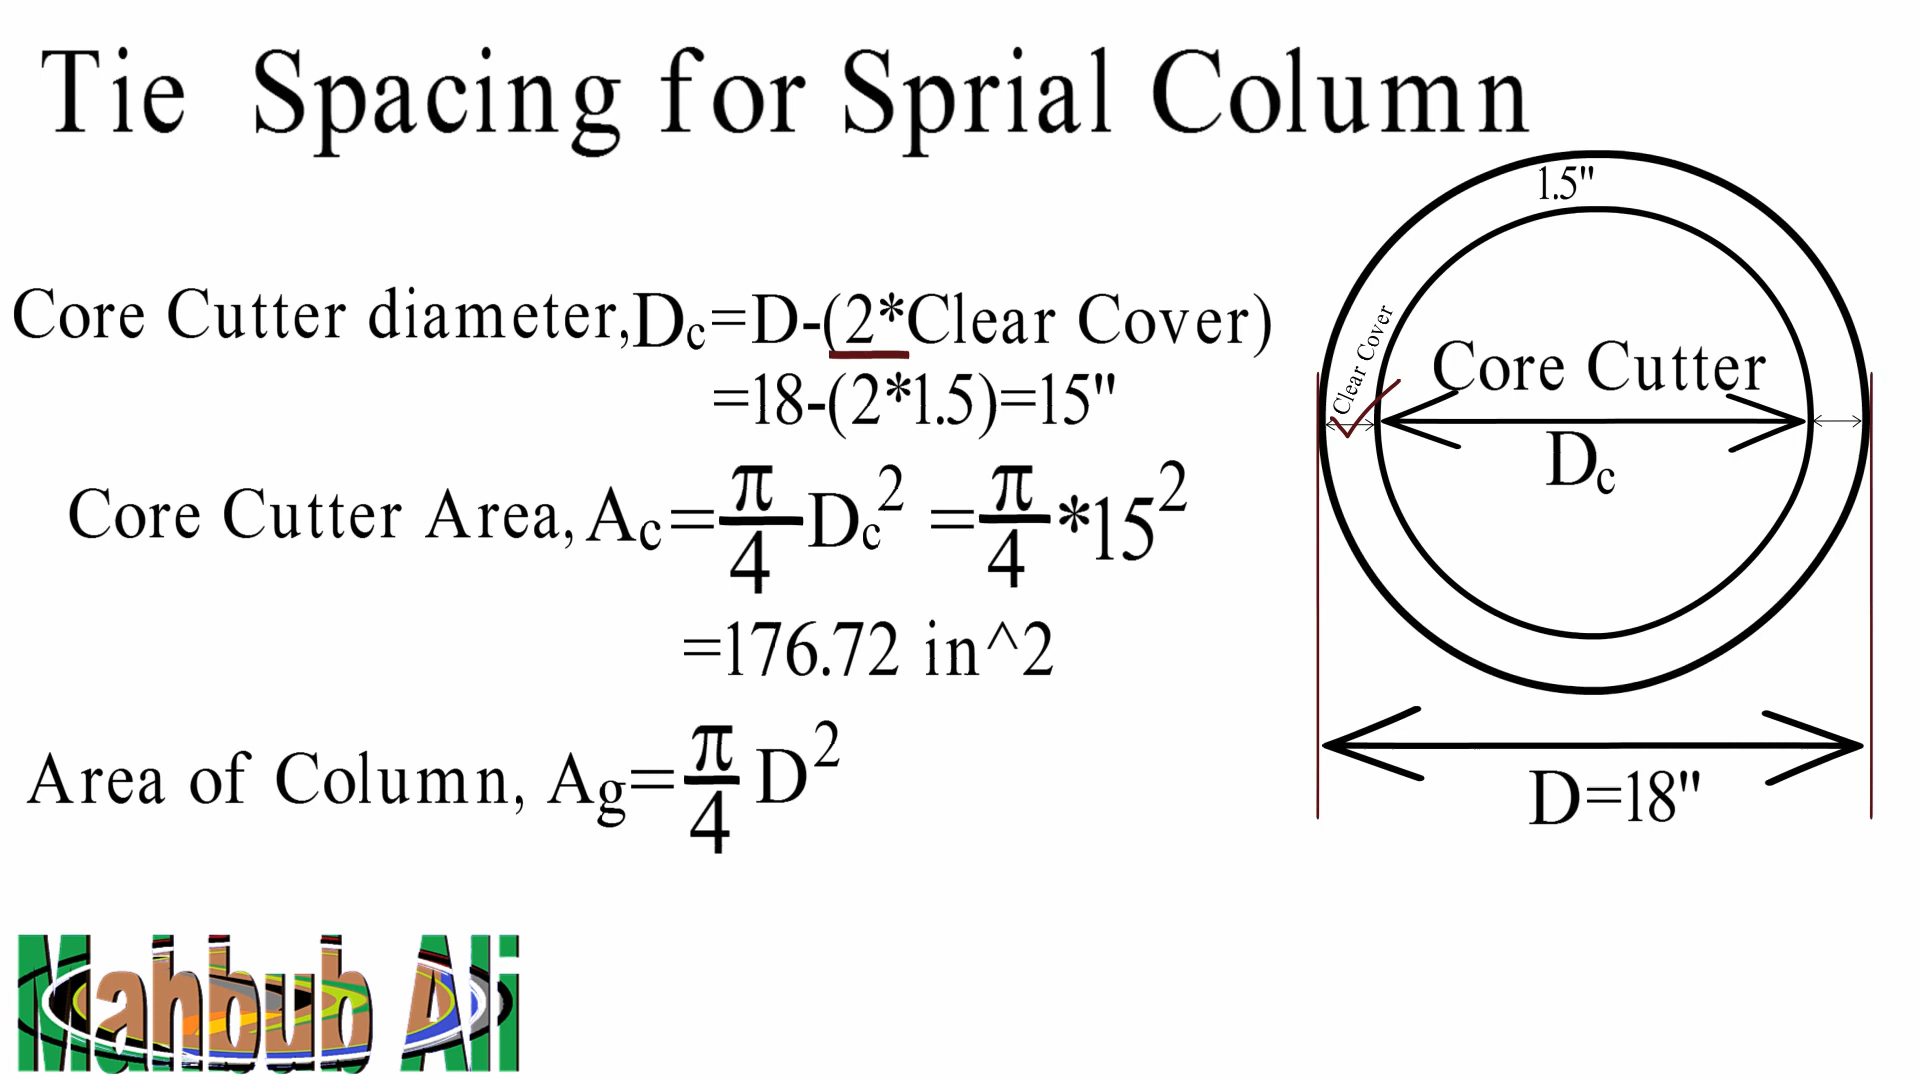 Tie Spacing for Sprial Column
1.5"
Core Cutter diameter,Dc=D-(2*Clear Cover)
=18-(2*1.5)=15"
Clear Cover
Core Cutter
Dc
Core Cutter Area, Ac=π/4 Dc² =π/4*15²
=176.72 in^2
Area of Column, Ag=π/4 D²
D=18"
Mahbub Ali